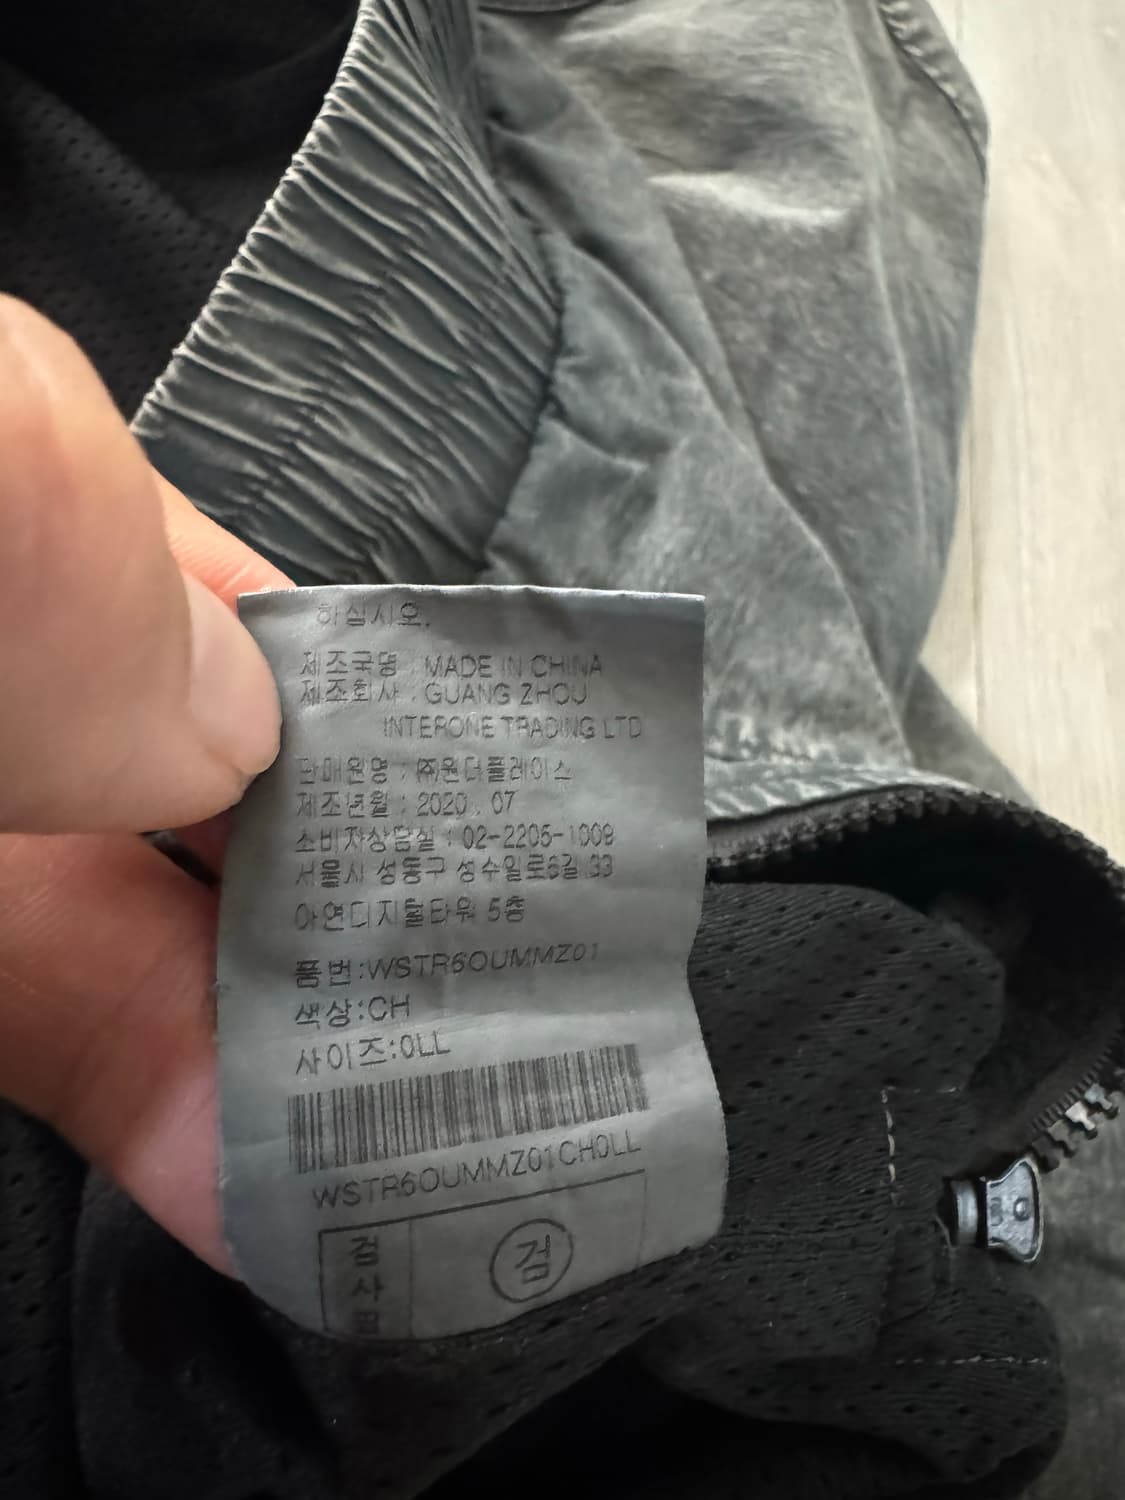 하십시오.
제조국명 : MADE IN CHINA
제조회사 : GUANG ZHOU
INTERONE TRADING LTD
판매원명 : ㈜원더플레이스
제조년월 : 2020. 07
소비자상담실 : 02-2205-1009
서울시 성동구 성수일로6길 33
아연디지털타워 5층
품번:WSTR6OUMMZ01
색상:CH
사이즈:0LL
WSTR6OUMMZ01CH0LL
검사
검